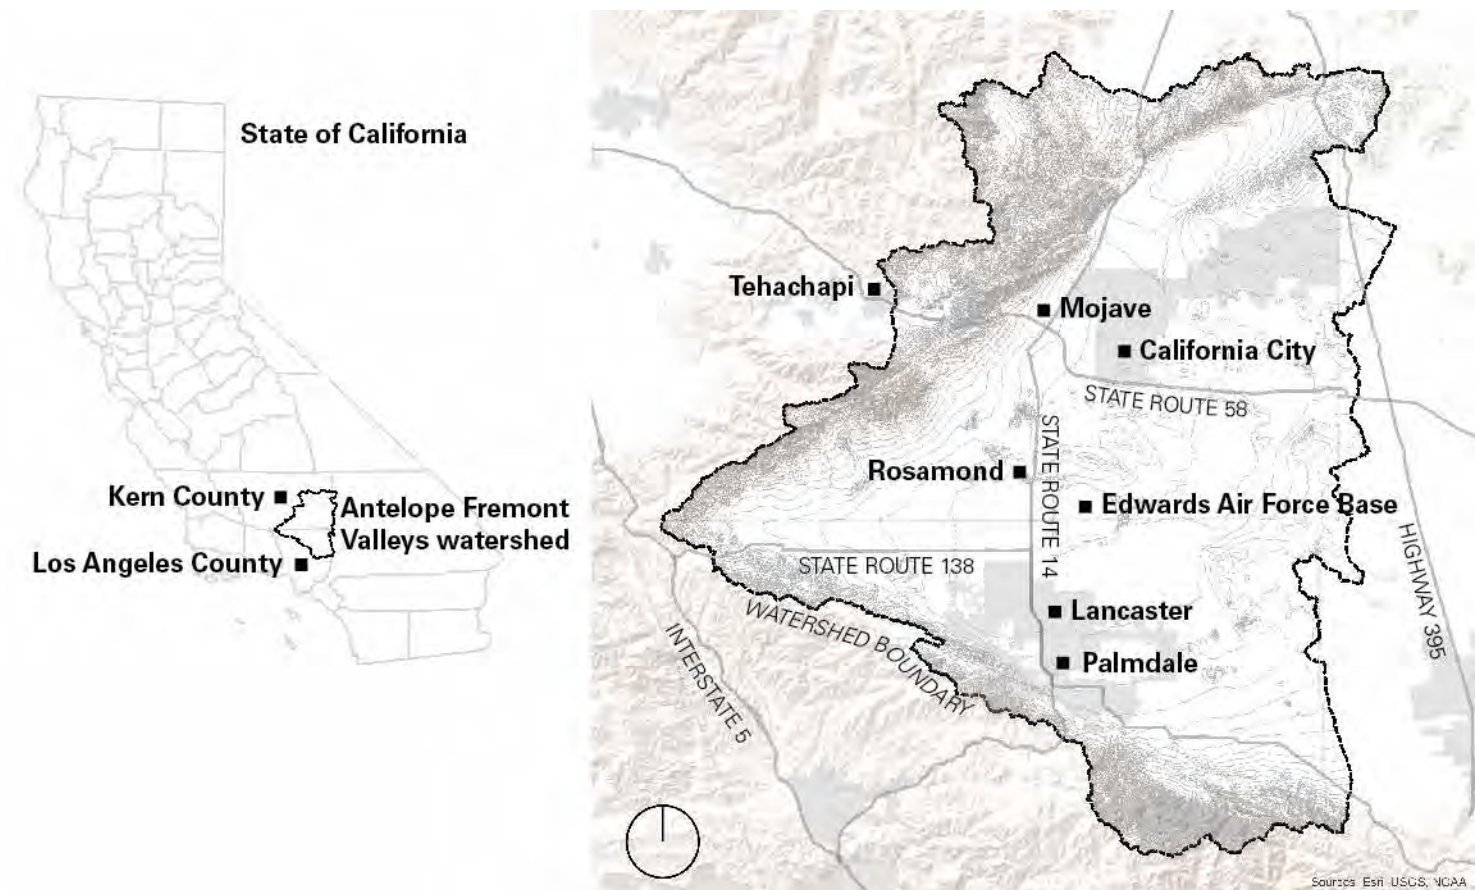 State of California
Kern County
Antelope Fremont
Valleys watershed
Los Angeles County
Tehachapi
Mojave
California City
STATE ROUTE 58
STATE ROUTE 14
Rosamond
Edwards Air Force Base
STATE ROUTE 138
HIGHWAY 395
Lancaster
WATERSHED BOUNDARY
Palmdale
INTERSTATE 5
Sources: Esri, USGS, NOAA